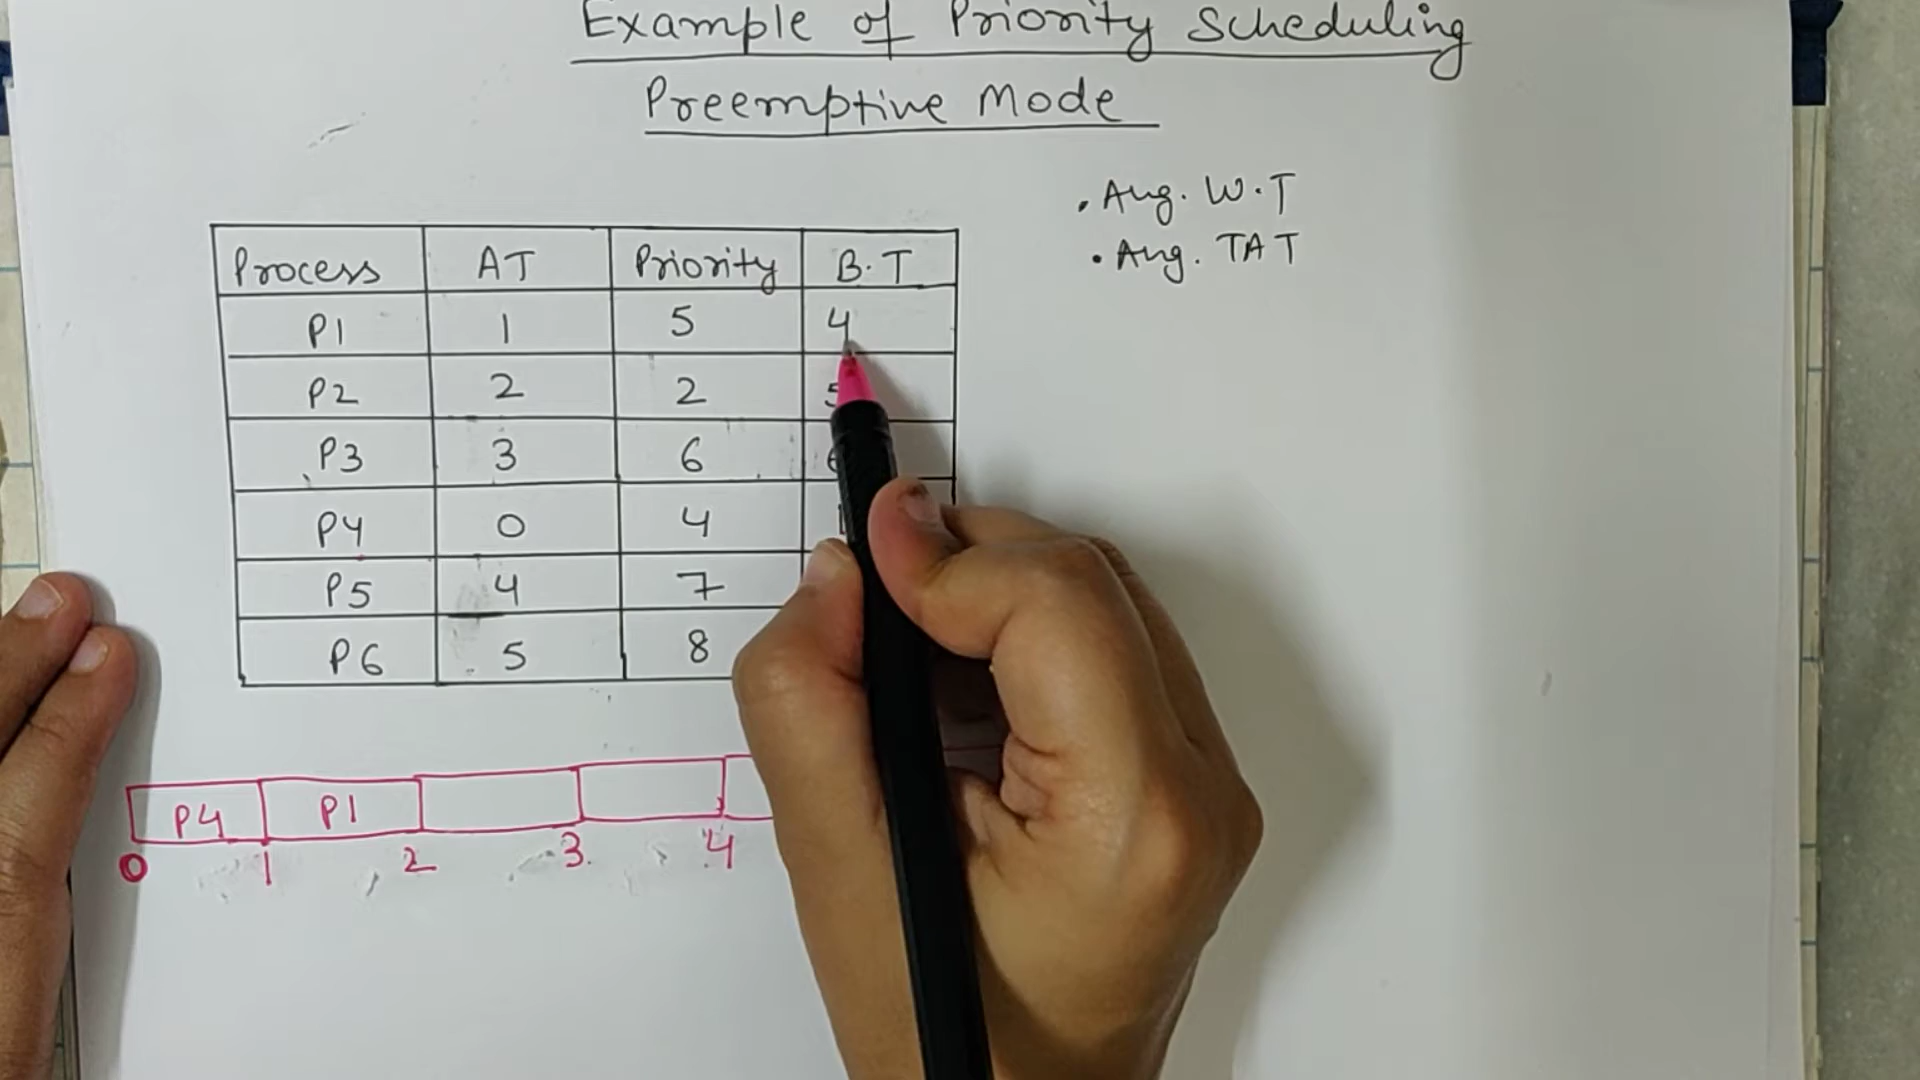 Example of Priority Scheduling
Preemptive Mode
• Avg. W.T
• Avg. TAT
Process AT Priority B.T
P1 1 5 4
P2 2 2 5
P3 3 6
P4 0 4
P5 4 7
P6 5 8
P4 P1
0 1 2 3 4